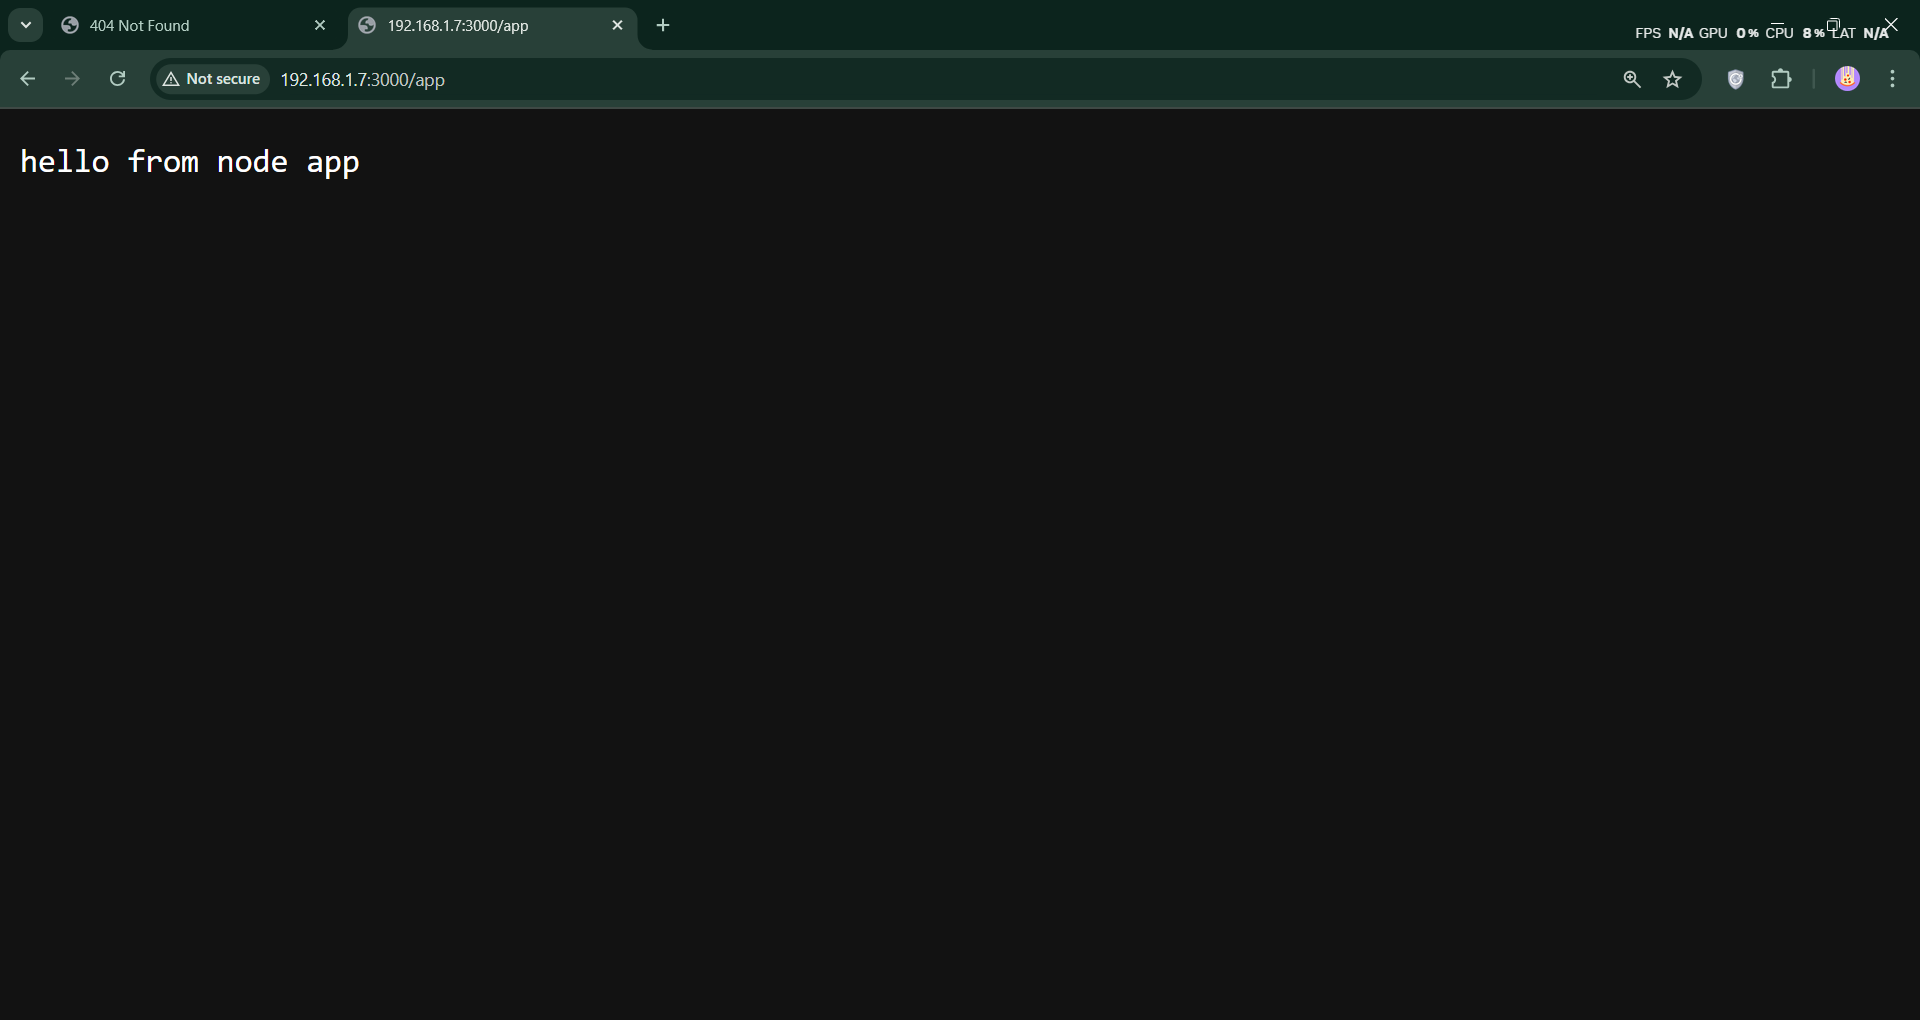 404 Not Found
192.168.1.7:3000/app
FPS N/A GPU 0% CPU 8% LAT N/A
Not secure
192.168.1.7:3000/app
hello from node app